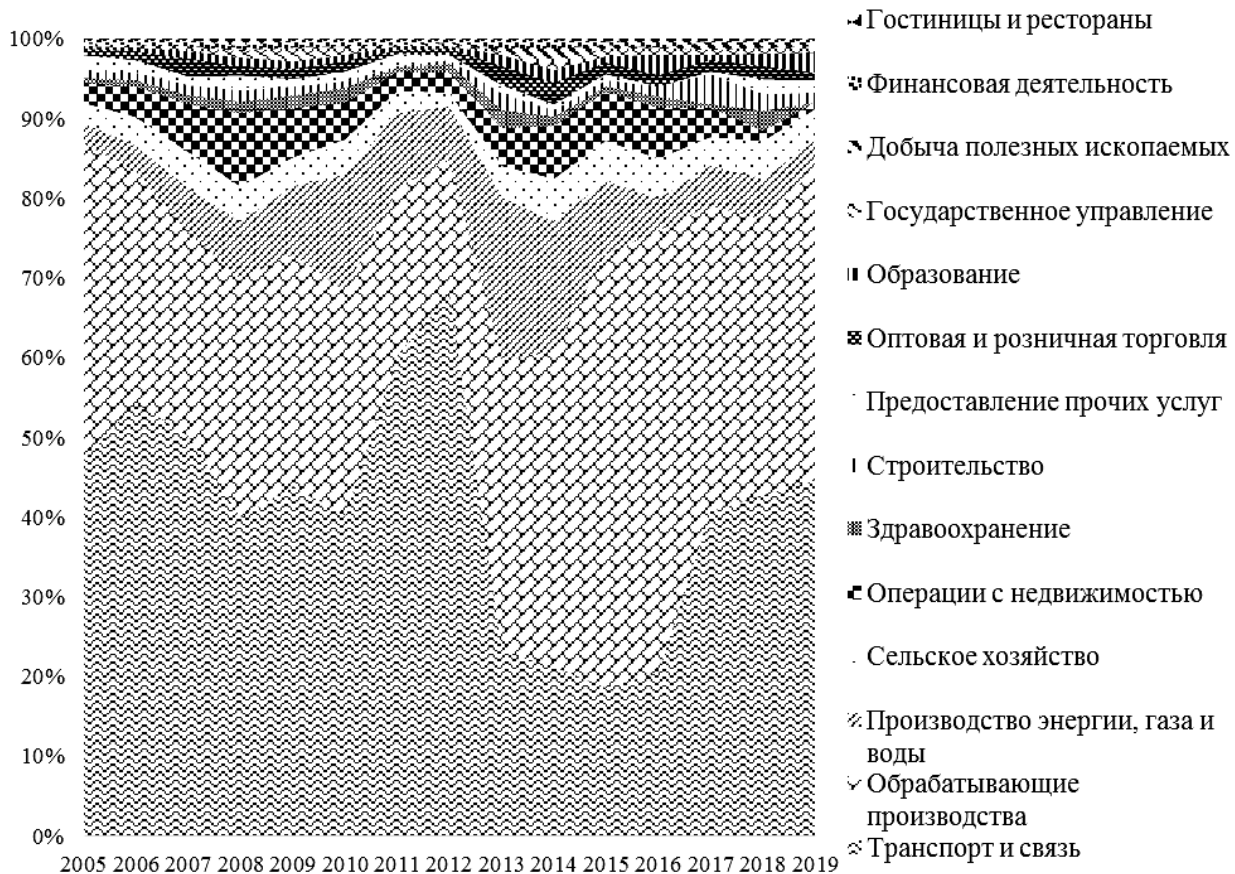 100%
90%
80%
70%
60%
50%
40%
30%
20%
10%
0%
2005 2006 2007 2008 2009 2010 2011 2012 2013 2014 2015 2016 2017 2018 2019
Гостиницы и рестораны
Финансовая деятельность
Добыча полезных ископаемых
Государственное управление
Образование
Оптовая и розничная торговля
Предоставление прочих услуг
Строительство
Здравоохранение
Операции с недвижимостью
Сельское хозяйство
Производство энергии, газа и
воды
Обрабатывающие
производства
Транспорт и связь